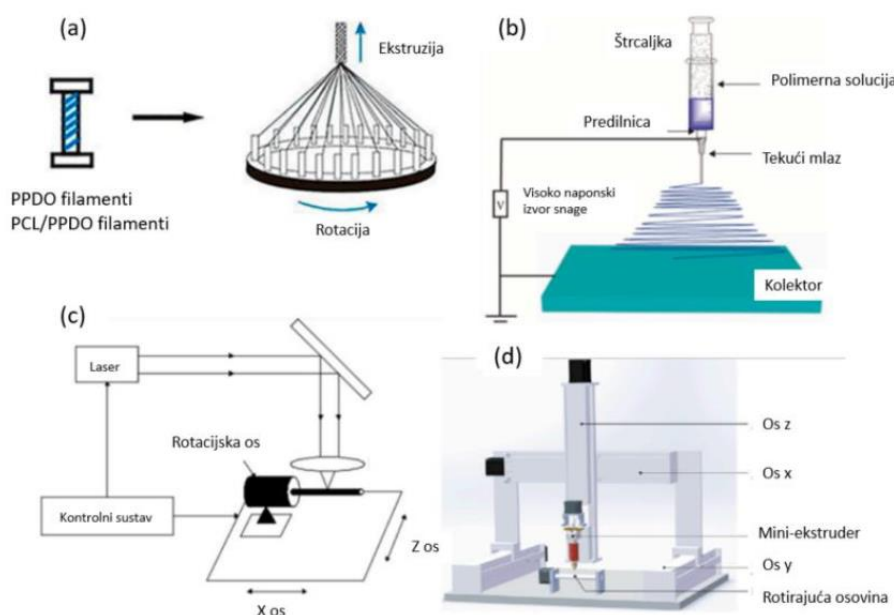 (a)
Ekstruzija
PPDO filamenti
PCL/PPDO filamenti
Rotacija
(b)
Štrcaljka
Polimerna solucija
Predilnica
Tekući mlaz
V
Visoko naponski
izvor snage
Kolektor
(c)
Laser
Rotacijska os
Kontrolni sustav
Z os
X os
(d)
Os z
Os x
Mini-ekstruder
Os y
Rotirajuća osovina